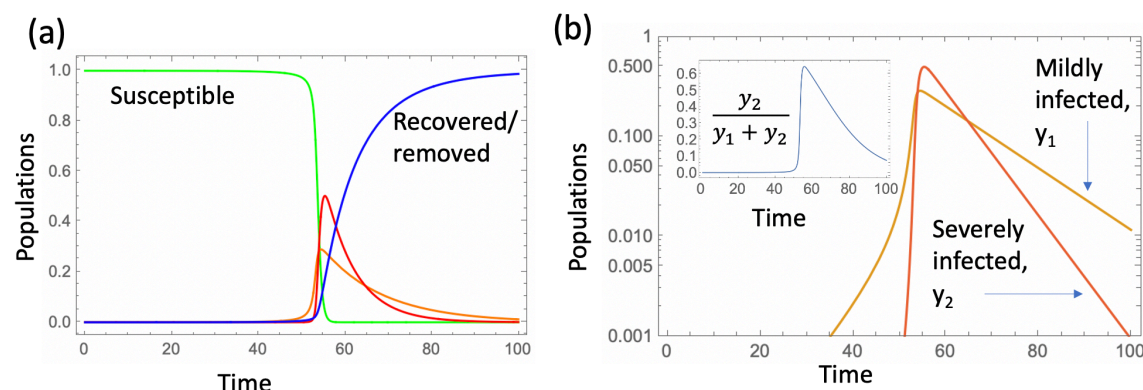 (a)
1.0
0.8
0.6
0.4
0.2
0.0
Populations
Susceptible
Recovered/
removed
0 20 40 60 80 100
Time
(b)
1
0.500
0.100
0.050
0.010
0.005
0.001
Populations
0.6
0.5
0.4
0.3
0.2
0.1
0.0
y₂
y₁ + y₂
0 20 40 60 80 100
Time
Mildly
infected,
y₁
Severely
infected,
y₂
0 20 40 60 80 100
Time